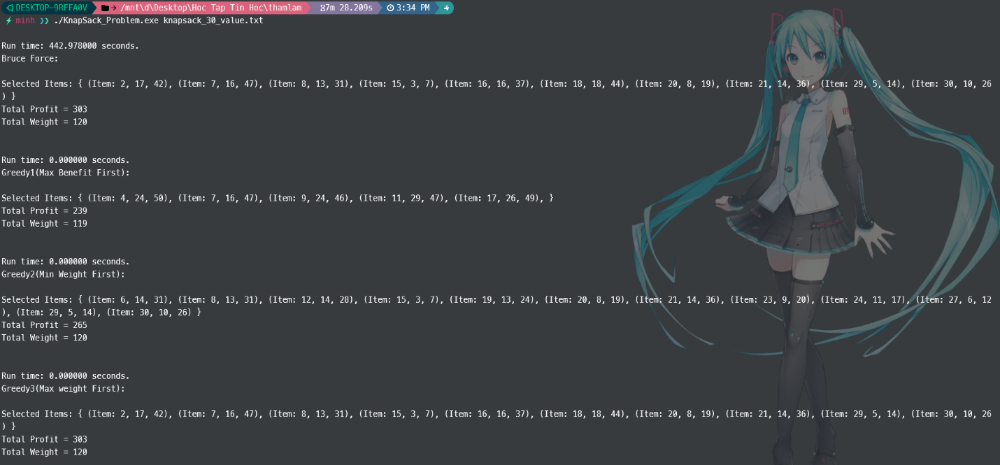 DESKTOP-9RFFA0V /mnt\d\Desktop\Hoc Tap Tin Hoc\thamlam 7m 28.209s 3:34 PM
minh ❯❯ ./KnapSack_Problem.exe knapsack_30_value.txt
Run time: 442.978000 seconds.
Bruce Force:
Selected Items: { (Item: 2, 17, 42), (Item: 7, 16, 47), (Item: 8, 13, 31), (Item: 15, 3, 7), (Item: 16, 16, 37), (Item: 18, 18, 44), (Item: 20, 8, 19), (Item: 21, 14, 36), (Item: 29, 5, 14), (Item: 30, 10, 26
) }
Total Profit = 303
Total Weight = 120
Run time: 0.000000 seconds.
Greedy1(Max Benefit First):
Selected Items: { (Item: 4, 24, 50), (Item: 7, 16, 47), (Item: 9, 24, 46), (Item: 11, 29, 47), (Item: 17, 26, 49), }
Total Profit = 239
Total Weight = 119
Run time: 0.000000 seconds.
Greedy2(Min Weight First):
Selected Items: { (Item: 6, 14, 31), (Item: 8, 13, 31), (Item: 12, 14, 28), (Item: 15, 3, 7), (Item: 19, 13, 24), (Item: 20, 8, 19), (Item: 21, 14, 36), (Item: 23, 9, 20), (Item: 24, 11, 17), (Item: 27, 6, 12
), (Item: 29, 5, 14), (Item: 30, 10, 26) }
Total Profit = 265
Total Weight = 120
Run time: 0.000000 seconds.
Greedy3(Max weight First):
Selected Items: { (Item: 2, 17, 42), (Item: 7, 16, 47), (Item: 8, 13, 31), (Item: 15, 3, 7), (Item: 16, 16, 37), (Item: 18, 18, 44), (Item: 20, 8, 19), (Item: 21, 14, 36), (Item: 29, 5, 14), (Item: 30, 10, 26
) }
Total Profit = 303
Total Weight = 120